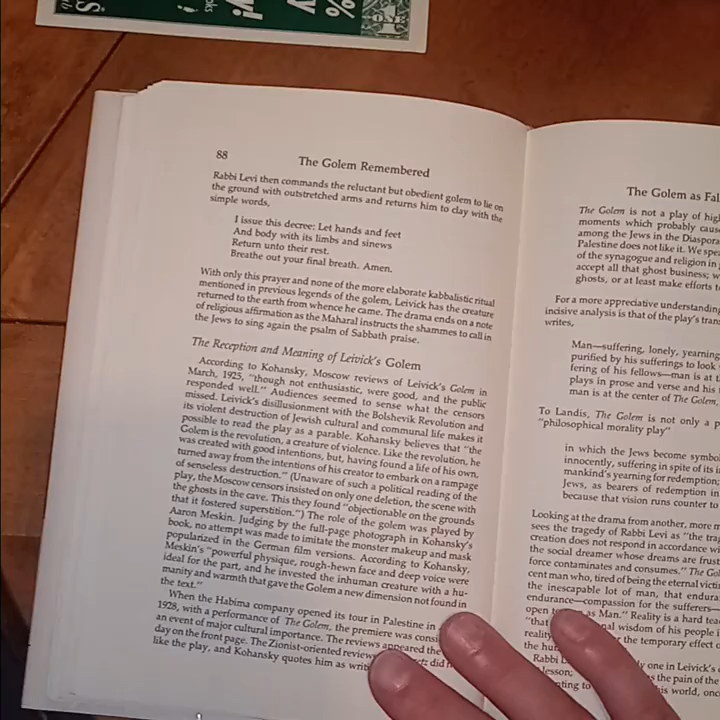 88
The Golem Remembered
Rabbi Levi then commands the reluctant but obedient golem to lie on
the ground with outstretched arms and returns him to clay with the
simple words,
I issue this decree: Let hands and feet
And body with its limbs and sinews
Return unto their rest.
Breathe out your final breath. Amen.
With only this prayer and none of the more elaborate kabbalistic ritual
mentioned in previous legends of the golem, Leivick has the creature
returned to the earth from whence he came. The drama ends on a note
of religious affirmation as the Maharal instructs the shammes to call in
the Jews to sing again the psalm of Sabbath praise.
The Reception and Meaning of Leivick's Golem
According to Kohansky, Moscow reviews of Leivick's Golem in
March, 1925, "though not enthusiastic, were good, and the public
responded well." Audiences seemed to sense what the censors
missed. Leivick's disillusionment with the Bolshevik Revolution and
its violent destruction of Jewish cultural and communal life makes it
possible to read the play as a parable. Kohansky believes that "the
Golem is the revolution, a creature of violence. Like the revolution, he
was created with good intentions, but, having found a life of his own,
turned away from the intentions of his creator to embark on a rampage
of senseless destruction." (Unaware of such a political reading of the
play, the Moscow censors insisted on only one deletion, the scene with
the ghosts in the cave. This they found "objectionable on the grounds
that it fostered superstition.") The role of the golem was played by
Aaron Meskin. Judging by the full-page photograph in Kohansky's
book, no attempt was made to imitate the monster makeup and mask
popularized in the German film versions. According to Kohansky,
Meskin's "powerful physique, rough-hewn face and deep voice were
ideal for the part, and he invested the inhuman creature with a hu-
manity and warmth that gave the Golem a new dimension not found in
the text."
When the Habima company opened its tour in Palestine in
1928, with a performance of The Golem, the premiere was
an event of major cultural importance. The reviews appeared the
day on the front page. The Zionist-oriented
like the play, and Kohansky quotes him as
The Golem as
The Golem is not a play of
moments which probably
among the Jews in the
Palestine does not like it. We
of the synagogue and religion in
accept all that ghost business;
ghosts, or at least make efforts
For a more appreciative
incisive analysis is that of the play's
writes,
Man—suffering, lonely,
purified by his sufferings to look
fering of his fellows—man is at
plays in prose and verse and his
man is at the center of The Golem,
To Landis, The Golem is not only a
"philosophical morality play"
in which the Jews become
innocently, suffering in spite of its
mankind's yearning for redemption;
Jews, as bearers of redemption in
because that vision runs counter to
Looking at the drama from another, more
sees the tragedy of Rabbi Levi as "the
creation does not respond in accordance
the social dreamer whose dreams are
force contaminates and consumes." The
cent man who, tired of being the eternal
the inescapable lot of man, that
endurance—compassion for the sufferers—
open as Man." Reality is a hard
wisdom of his people
reality the temporary effect
the
Rabbi one in Leivick's
lesson; the pain of the
world,